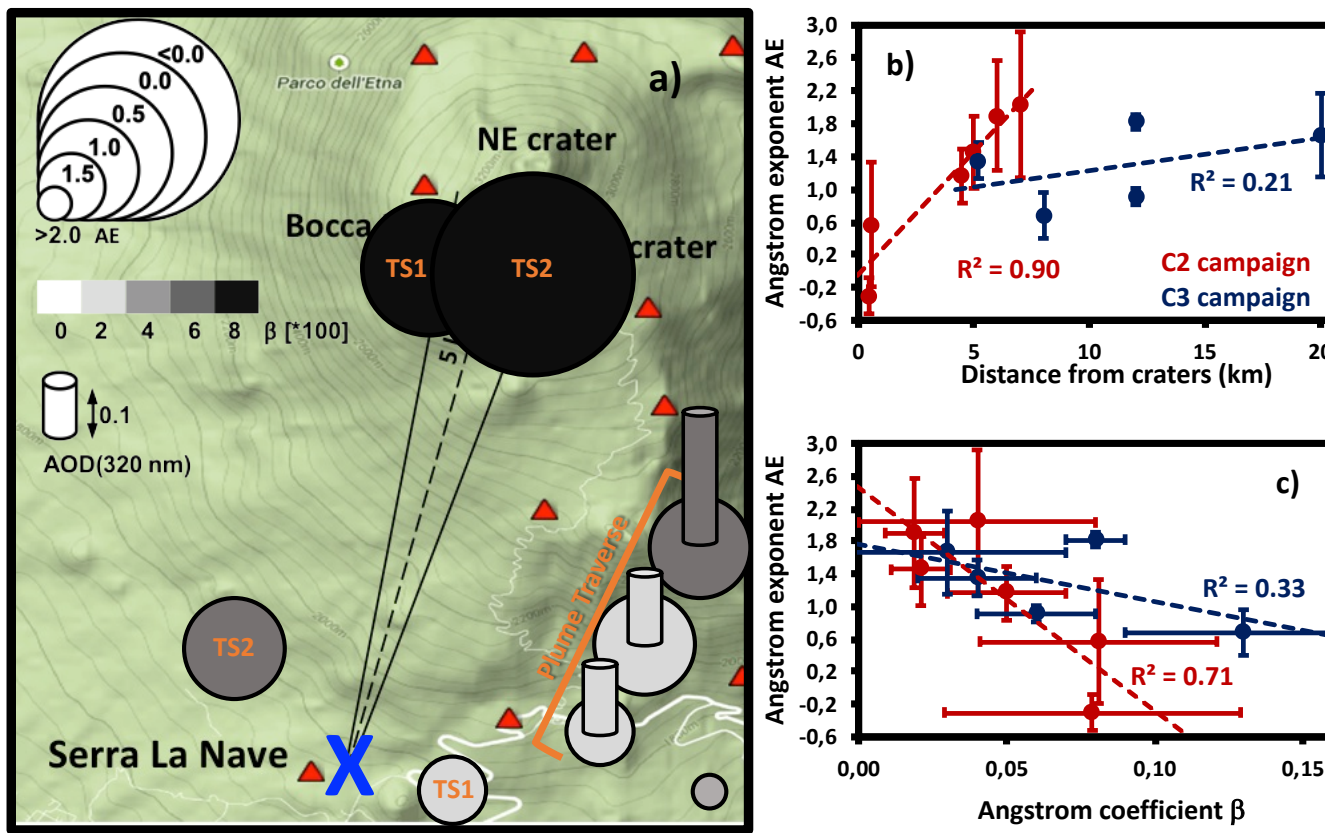 a)
<0.0
0.0
0.5
1.0
1.5
>2.0 AE
Parco dell'Etna
NE crater
Bocca
crater
TS1
TS2
0 2 4 6 8 β [*100]
0.1
AOD(320 nm)
5
Plume Traverse
TS2
Serra La Nave
X
TS1
b)
Angstrom exponent AE
3,0
2,6
2,2
1,8
1,4
1,0
0,6
0,2
-0,2
-0,6
R² = 0.21
R² = 0.90
C2 campaign
C3 campaign
0 5 10 15 20
Distance from craters (km)
c)
Angstrom exponent AE
3,0
2,6
2,2
1,8
1,4
1,0
0,6
0,2
-0,2
-0,6
R² = 0.33
R² = 0.71
0,00 0,05 0,10 0,15
Angstrom coefficient β